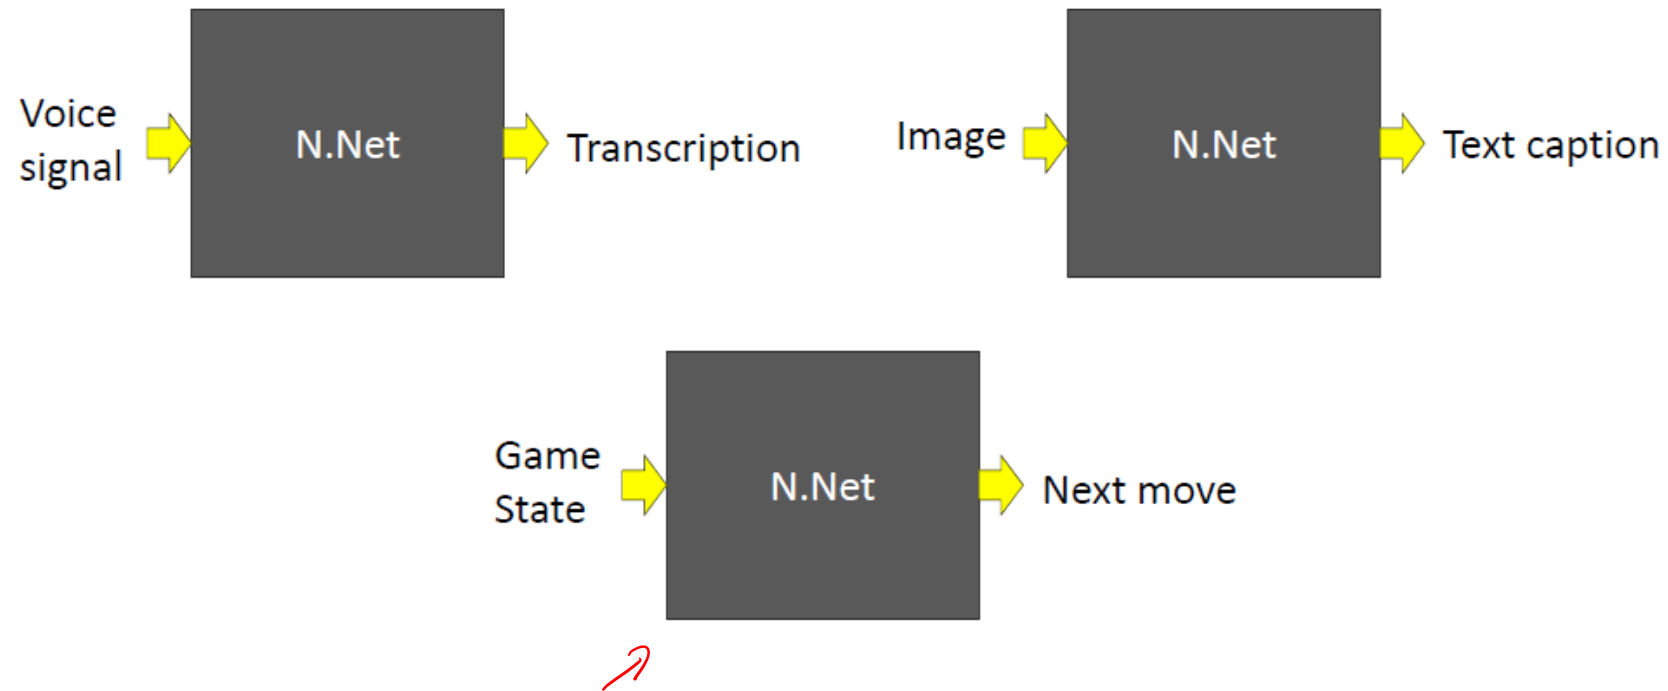 Voice
signal
N.Net
Transcription
Image
N.Net
Text caption
Game
State
N.Net
Next move